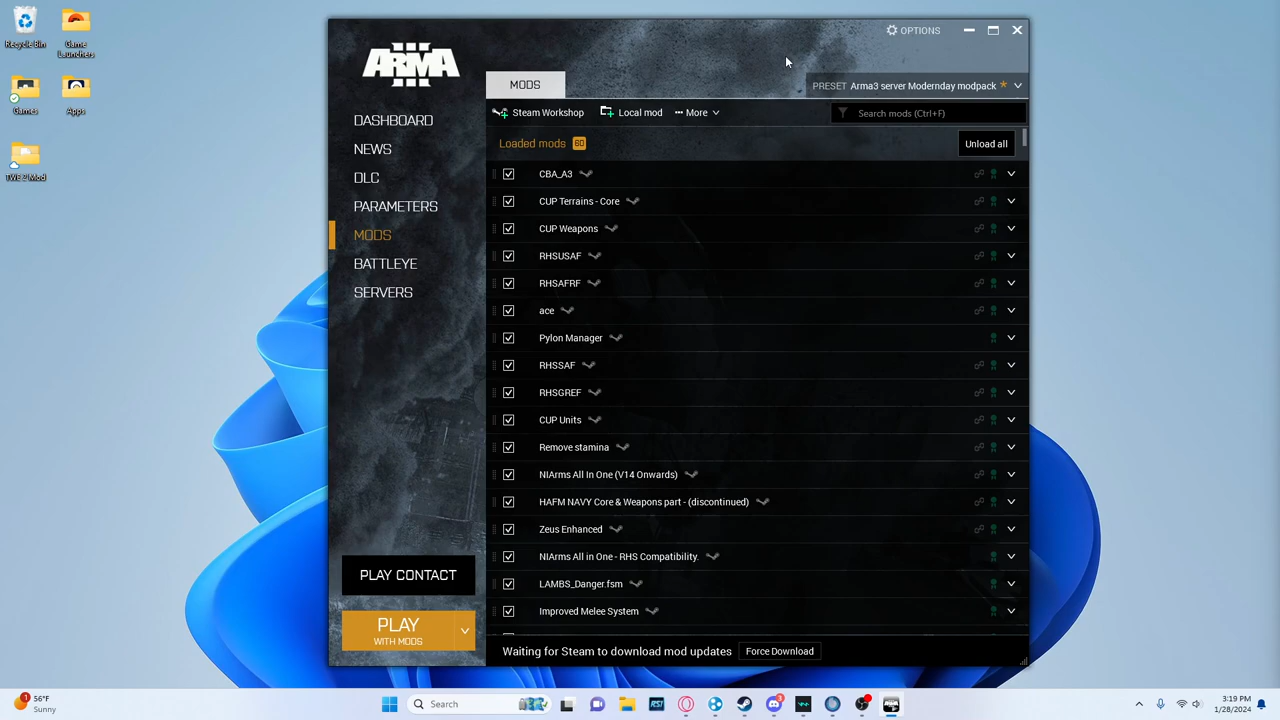 Recycle Bin
Game Launchers
Games
Apps
TWE 2 Mod
ARMA III
OPTIONS
MODS
PRESET Arma3 server Modernday modpack *
Steam Workshop
Local mod
••• More
Search mods (Ctrl+F)
DASHBOARD
NEWS
DLC
PARAMETERS
MODS
BATTLEYE
SERVERS
Loaded mods 60
Unload all
CBA_A3
CUP Terrains - Core
CUP Weapons
RHSUSAF
RHSAFRF
ace
Pylon Manager
RHSSAF
RHSGREF
CUP Units
Remove stamina
NIArms All In One (V14 Onwards)
HAFM NAVY Core & Weapons part - (discontinued)
Zeus Enhanced
NIArms All in One - RHS Compatibility.
LAMBS_Danger.fsm
Improved Melee System
PLAY CONTACT
PLAY
WITH MODS
Waiting for Steam to download mod updates
Force Download
1
56°F
Sunny
Search
RSI
3:19 PM
1/28/2024